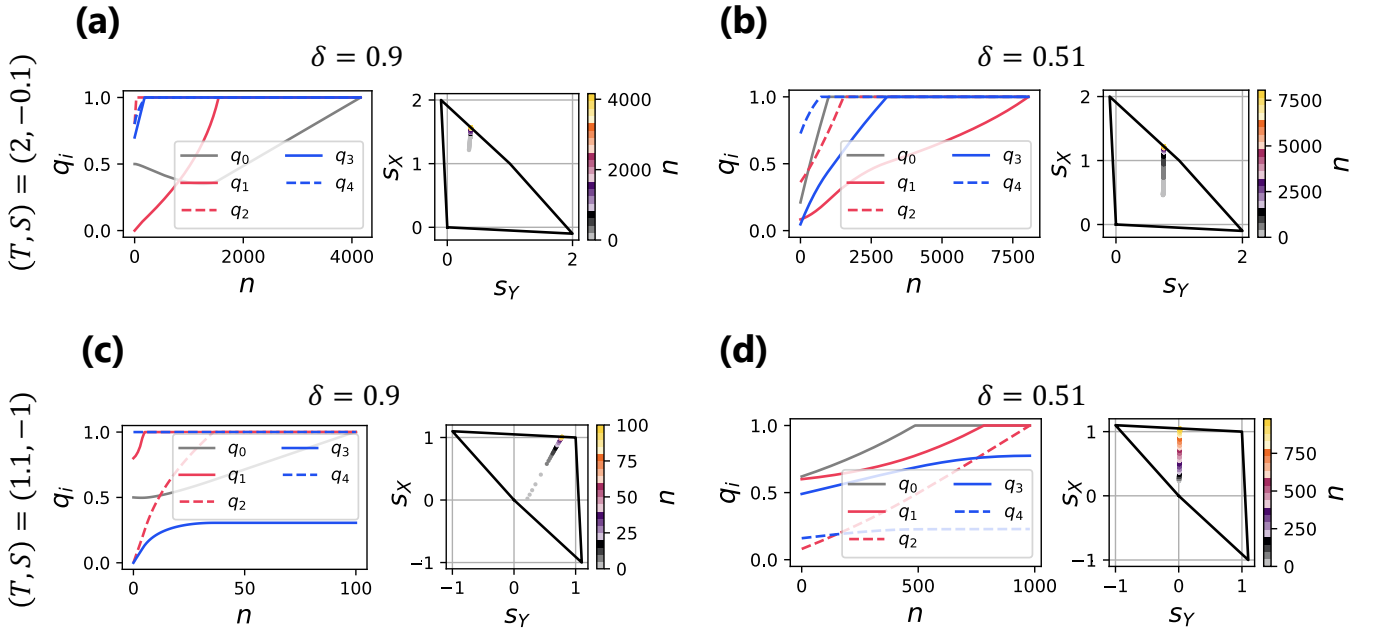 (a)
(b)
(T, S) = (2, −0.1)
δ = 0.9
δ = 0.51
q_i
1.0
0.5
0.0
q_0
q_1
q_2
q_3
q_4
0
2000
4000
n
s_X
2
1
0
0
2
s_Y
4000
2000
0
n
q_i
1.0
0.5
0.0
q_0
q_1
q_2
q_3
q_4
0
2500
5000
7500
n
s_X
2
1
0
0
2
s_Y
7500
5000
2500
0
n
(c)
(d)
(T, S) = (1.1, −1)
δ = 0.9
δ = 0.51
q_i
1.0
0.5
0.0
q_0
q_1
q_2
q_3
q_4
0
50
100
n
s_X
1
0
−1
−1
0
1
s_Y
100
75
50
25
0
n
q_i
1.0
0.5
0.0
q_0
q_1
q_2
q_3
q_4
0
500
1000
n
s_X
1
0
−1
−1
0
1
s_Y
750
500
250
0
n